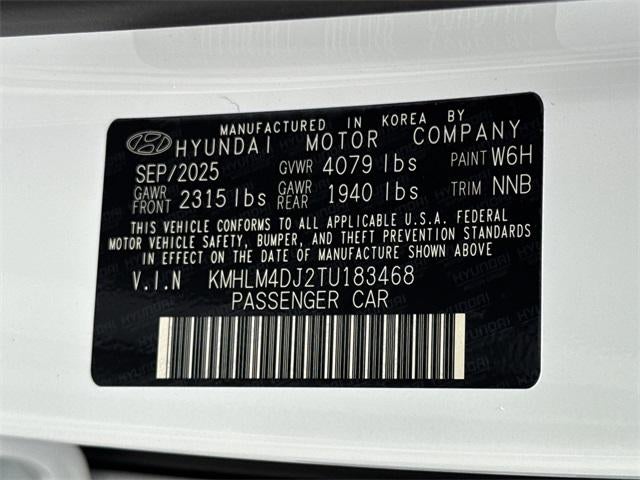 MANUFACTURED IN KOREA BY
HYUNDAI MOTOR COMPANY
SEP/2025 GVWR 4079 lbs PAINT W6H
GAWR FRONT 2315 lbs GAWR REAR 1940 lbs TRIM NNB
THIS VEHICLE CONFORMS TO ALL APPLICABLE U.S.A. FEDERAL
MOTOR VEHICLE SAFETY, BUMPER, AND THEFT PREVENTION STANDARDS
IN EFFECT ON THE DATE OF MANUFACTURE SHOWN ABOVE
V.I.N KMHLM4DJ2TU183468
PASSENGER CAR